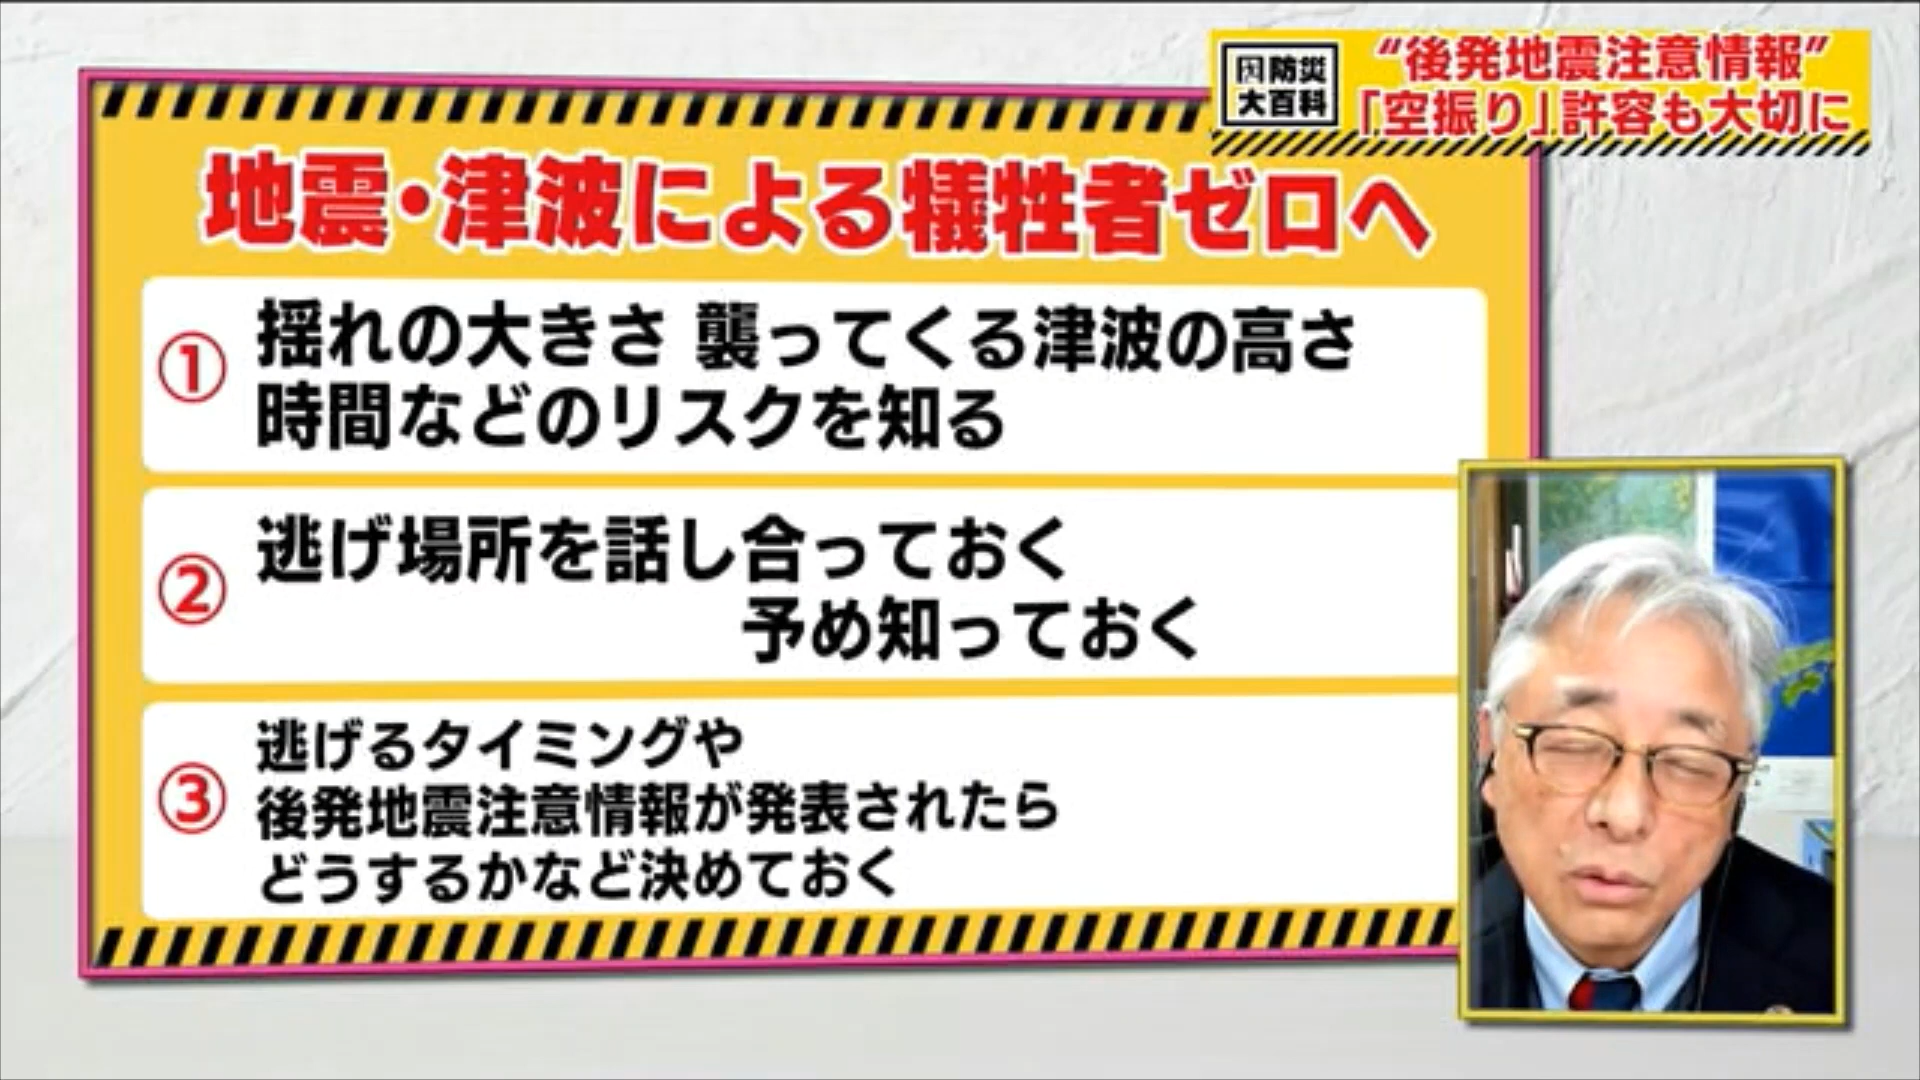 防災
大百科
“後発地震注意情報”
「空振り」許容も大切に
地震・津波による犠牲者ゼロへ
① 揺れの大きさ 襲ってくる津波の高さ
時間などのリスクを知る
② 逃げ場所を話し合っておく
予め知っておく
③ 逃げるタイミングや
後発地震注意情報が発表されたら
どうするかなど決めておく